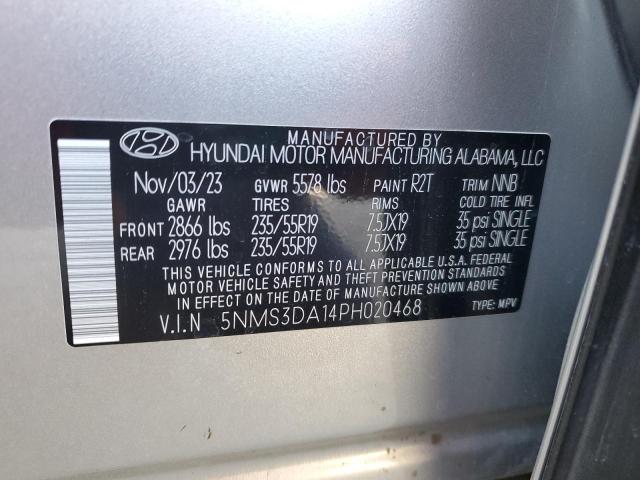 MANUFACTURED BY
HYUNDAI MOTOR MANUFACTURING ALABAMA, LLC
Nov/03/23 GVWR 5578 lbs PAINT R2T TRIM NNB
GAWR TIRES RIMS COLD TIRE INFL
FRONT 2866 lbs 235/55R19 7.5JX19 35 psi SINGLE
REAR 2976 lbs 235/55R19 7.5JX19 35 psi SINGLE
THIS VEHICLE CONFORMS TO ALL APPLICABLE U.S.A. FEDERAL
MOTOR VEHICLE SAFETY AND THEFT PREVENTION STANDARDS
IN EFFECT ON THE DATE OF MANUFACTURE SHOWN ABOVE
V.I.N 5NMS3DA14PH020468 TYPE: MPV